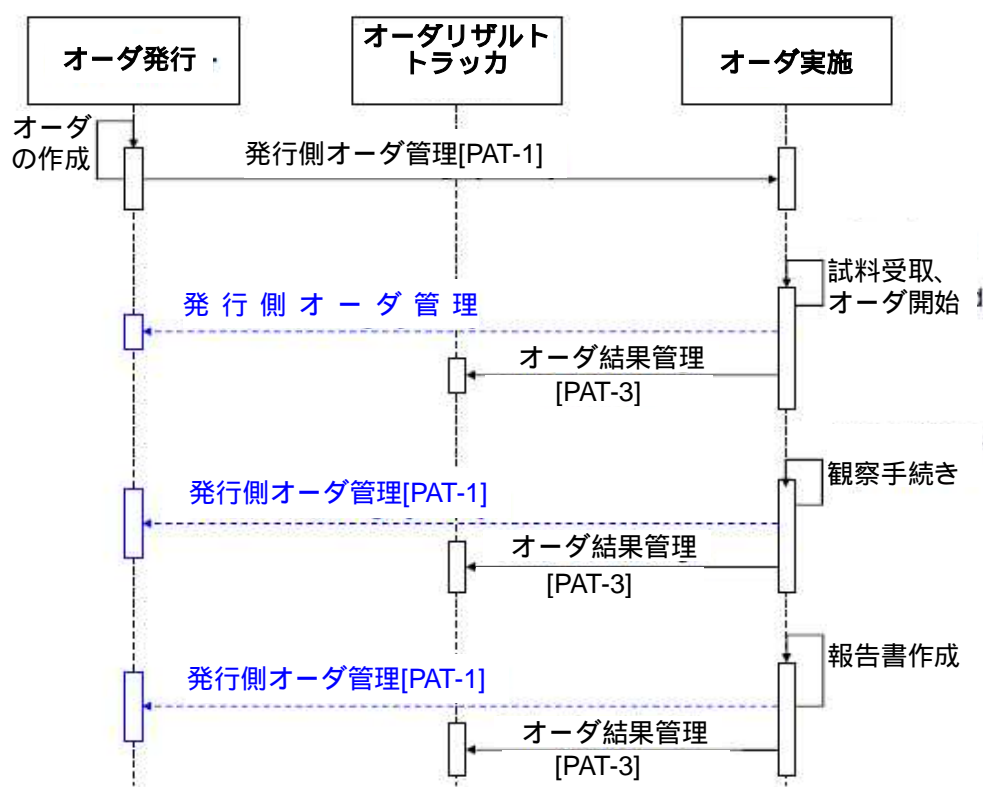 オーダ発行
オーダリザルト
トラッカ
オーダ実施
オーダ
の作成
発行側オーダ管理[PAT-1]
試料受取、
オーダ開始
発行側オーダ管理
オーダ結果管理
[PAT-3]
観察手続き
発行側オーダ管理[PAT-1]
オーダ結果管理
[PAT-3]
報告書作成
発行側オーダ管理[PAT-1]
オーダ結果管理
[PAT-3]